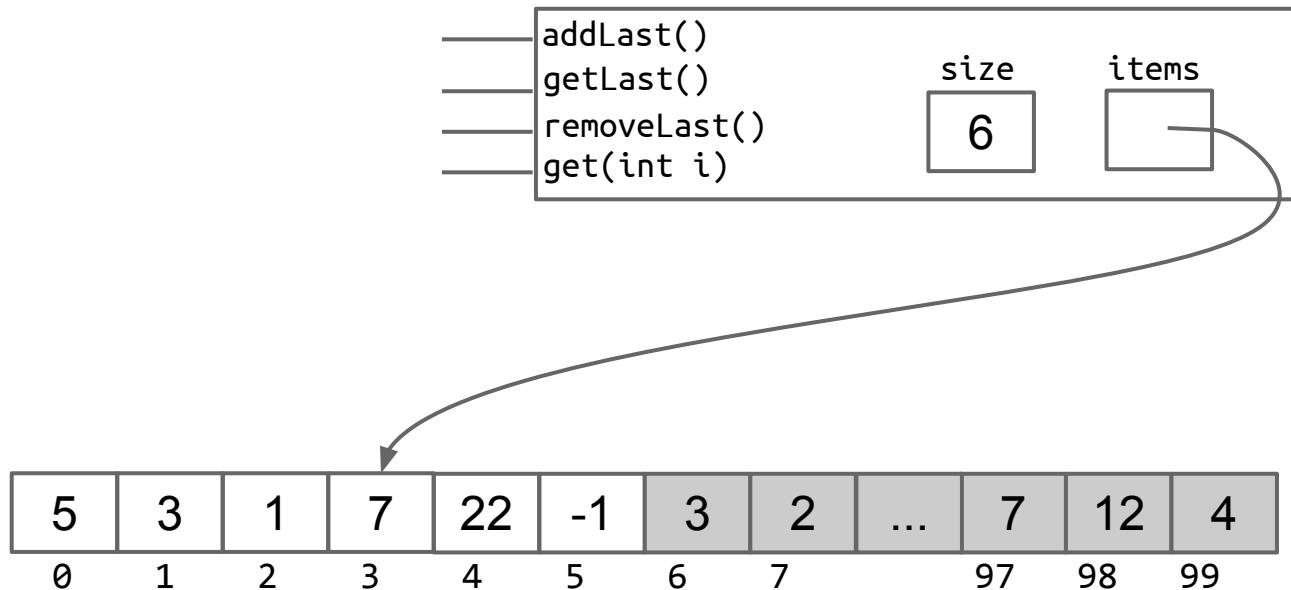 addLast()
getLast()
removeLast()
get(int i)
size items
6
5 3 1 7 22 -1 3 2 ... 7 12 4
0 1 2 3 4 5 6 7 97 98 99